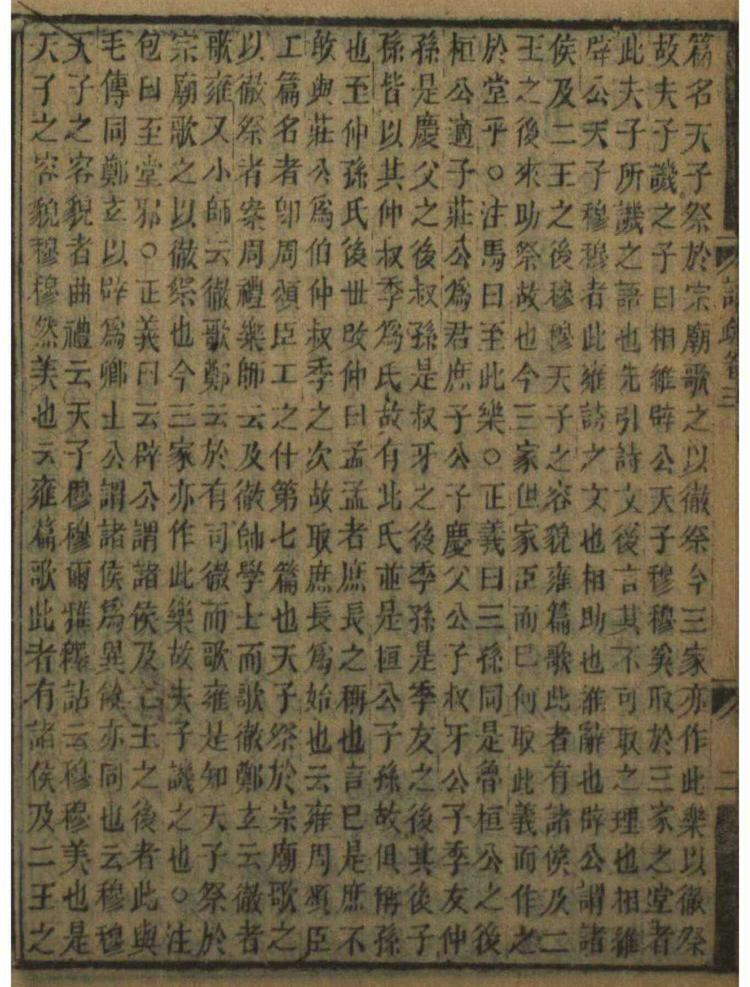 篇名天子祭於宗廟歌之以徹祭今三家亦作此樂以徹祭
故夫子譏之子曰相維辟公天子穆穆奚取於三家之堂者
此夫子所譏之語也先引詩文後言其不可取之理也相維
辟公天子穆穆者此雍詩之文也相助也維辭也辟公謂諸
侯及二王之後穆穆天子之容貌雍篇歌此者有諸侯及二
王之後來助祭故也今三家但家臣而巳何取此義而作之
於堂乎○注馬曰至此樂○正義曰三孫同是魯桓公之後
桓公適子莊公爲君庶子公子慶父公子叔牙公子季友仲
孫是慶父之後叔孫是叔牙之後季孫是季友之後其後子
孫皆以其仲叔季爲氏故有此氏並是桓公子孫故俱稱孫
也至仲孫氏後世改仲曰孟孟者庶長之稱也言巳是庶不
敢與莊公爲伯仲叔季之次故取庶長爲始也云雍周頌臣
工篇名者卽周頌臣工之什第七篇也天子祭於宗廟歌之
以徹祭者案周禮樂師云及徹帥學士而歌徹鄭玄云徹者
歌雍又小師云徹歌鄭云於有司徹而歌雍是知天子祭於
宗廟歌之以徹祭也今三家亦作此樂故夫子譏之也○注
包曰至堂邪○正義曰云辟公謂諸侯及二王之後者此與
毛傳同鄭玄以辟爲卿士公謂諸侯爲異餘亦同也云穆穆
天子之容貌者曲禮云天子穆穆爾雅釋詁云穆穆美也是
天子之容貌穆穆然美也云雍篇歌此者有諸侯及二王之